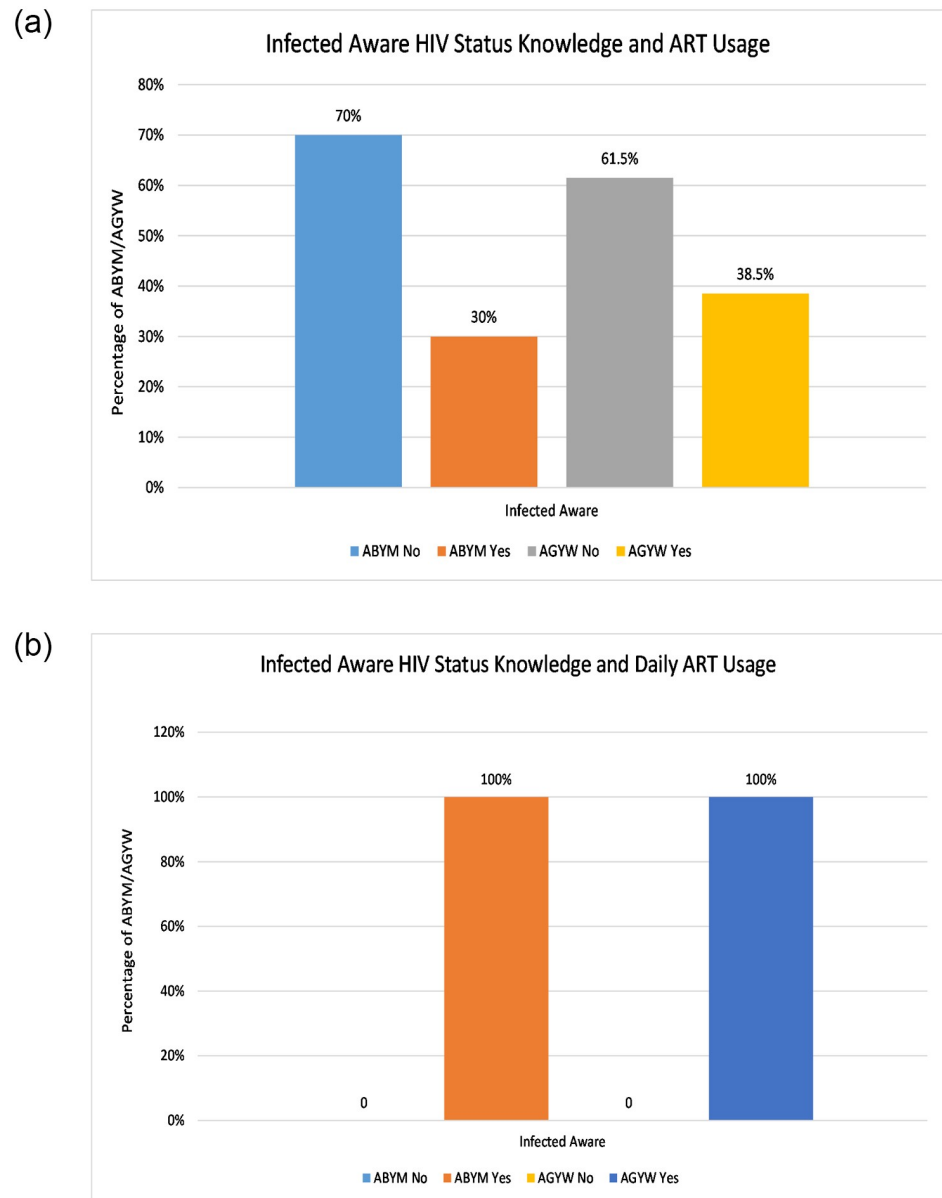 (a)
Infected Aware HIV Status Knowledge and ART Usage
Percentage of ABYM/AGYW
80%
70%
60%
50%
40%
30%
20%
10%
0%
70%
30%
61.5%
38.5%
Infected Aware
ABYM No ABYM Yes AGYW No AGYW Yes
(b)
Infected Aware HIV Status Knowledge and Daily ART Usage
Percentage of ABYM/AGYW
120%
100%
80%
60%
40%
20%
0%
0
100%
0
100%
Infected Aware
ABYM No ABYM Yes AGYW No AGYW Yes